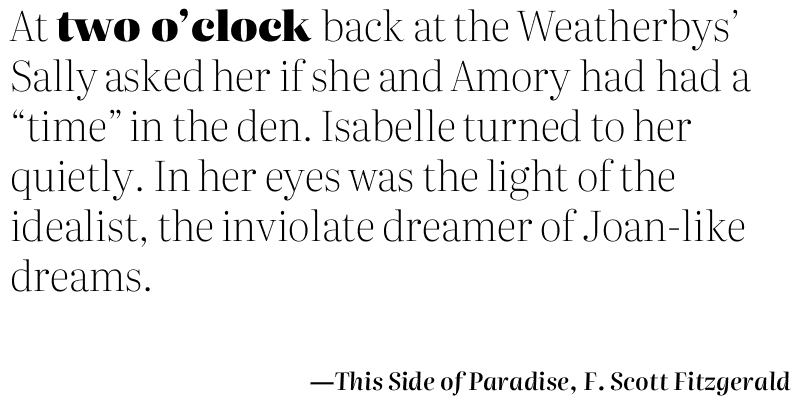 At two o’clock back at the Weatherbys’
Sally asked her if she and Amory had had a
“time” in the den. Isabelle turned to her
quietly. In her eyes was the light of the
idealist, the inviolate dreamer of Joan-like
dreams.
—This Side of Paradise, F. Scott Fitzgerald